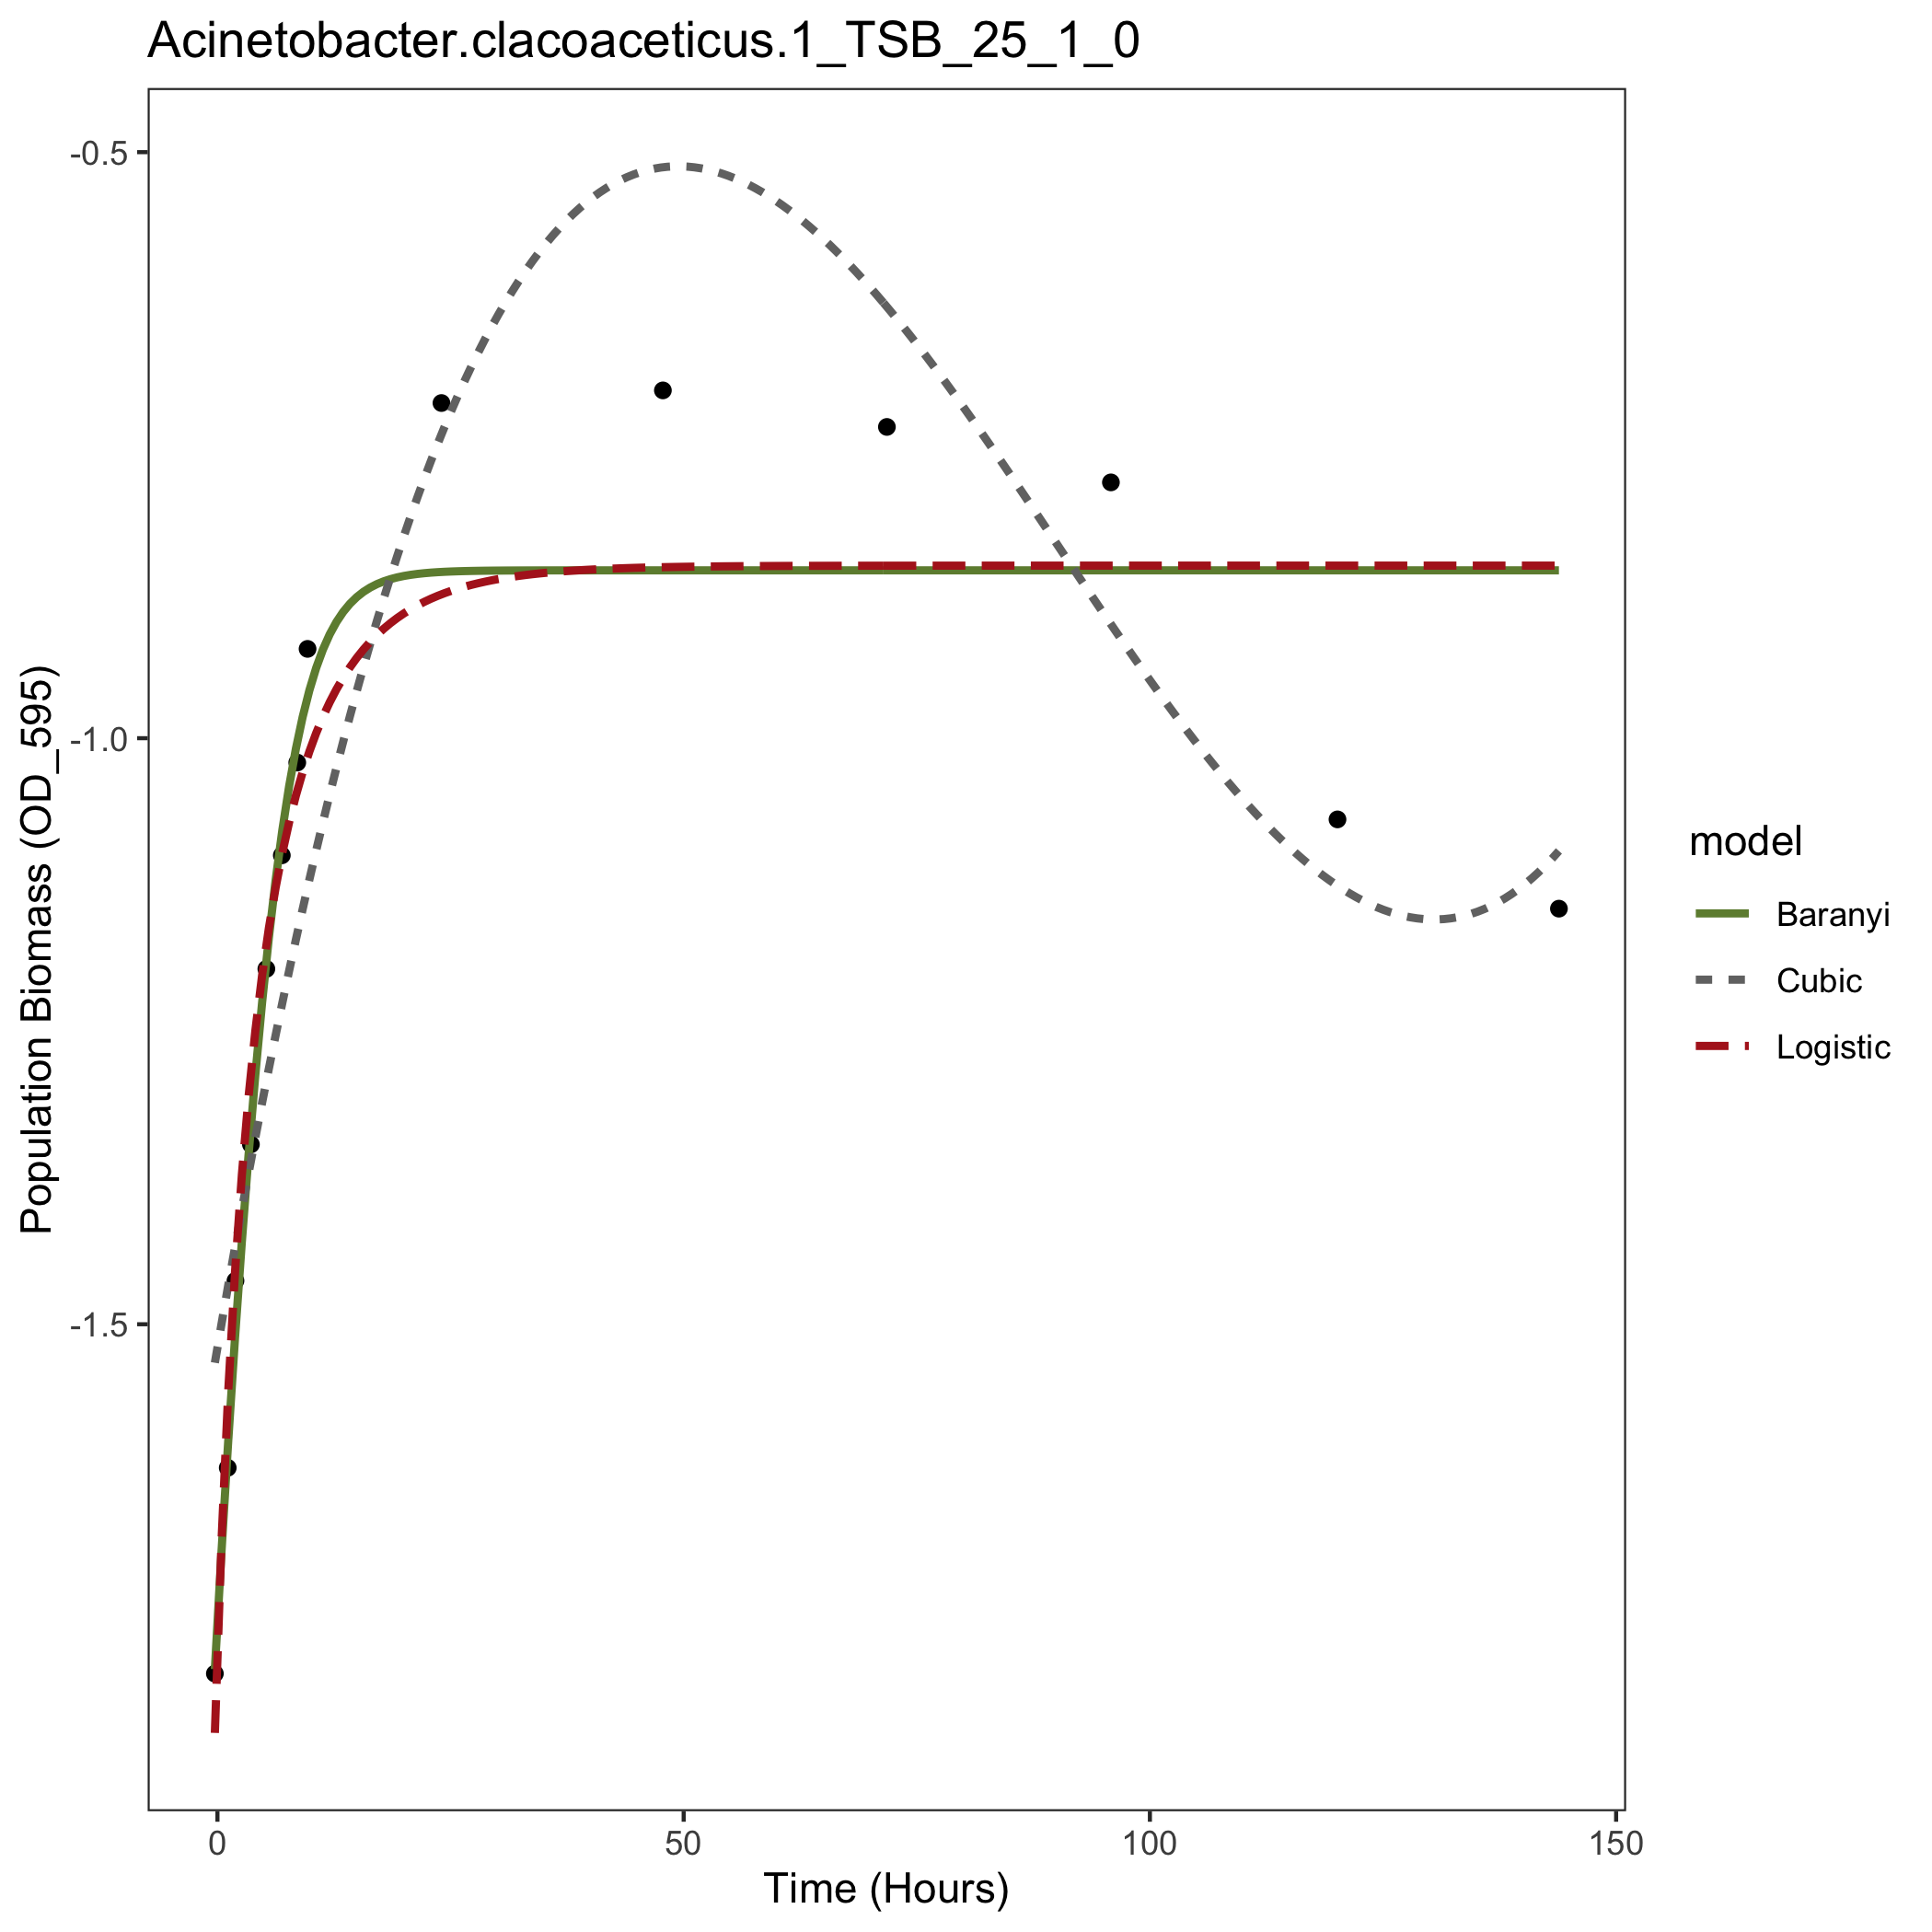 Acinetobacter.clacoaceticus.1_TSB_25_1_0
-0.5
-1.0
-1.5
Population Biomass (OD_595)
0
50
100
150
Time (Hours)
model
Baranyi
Cubic
Logistic